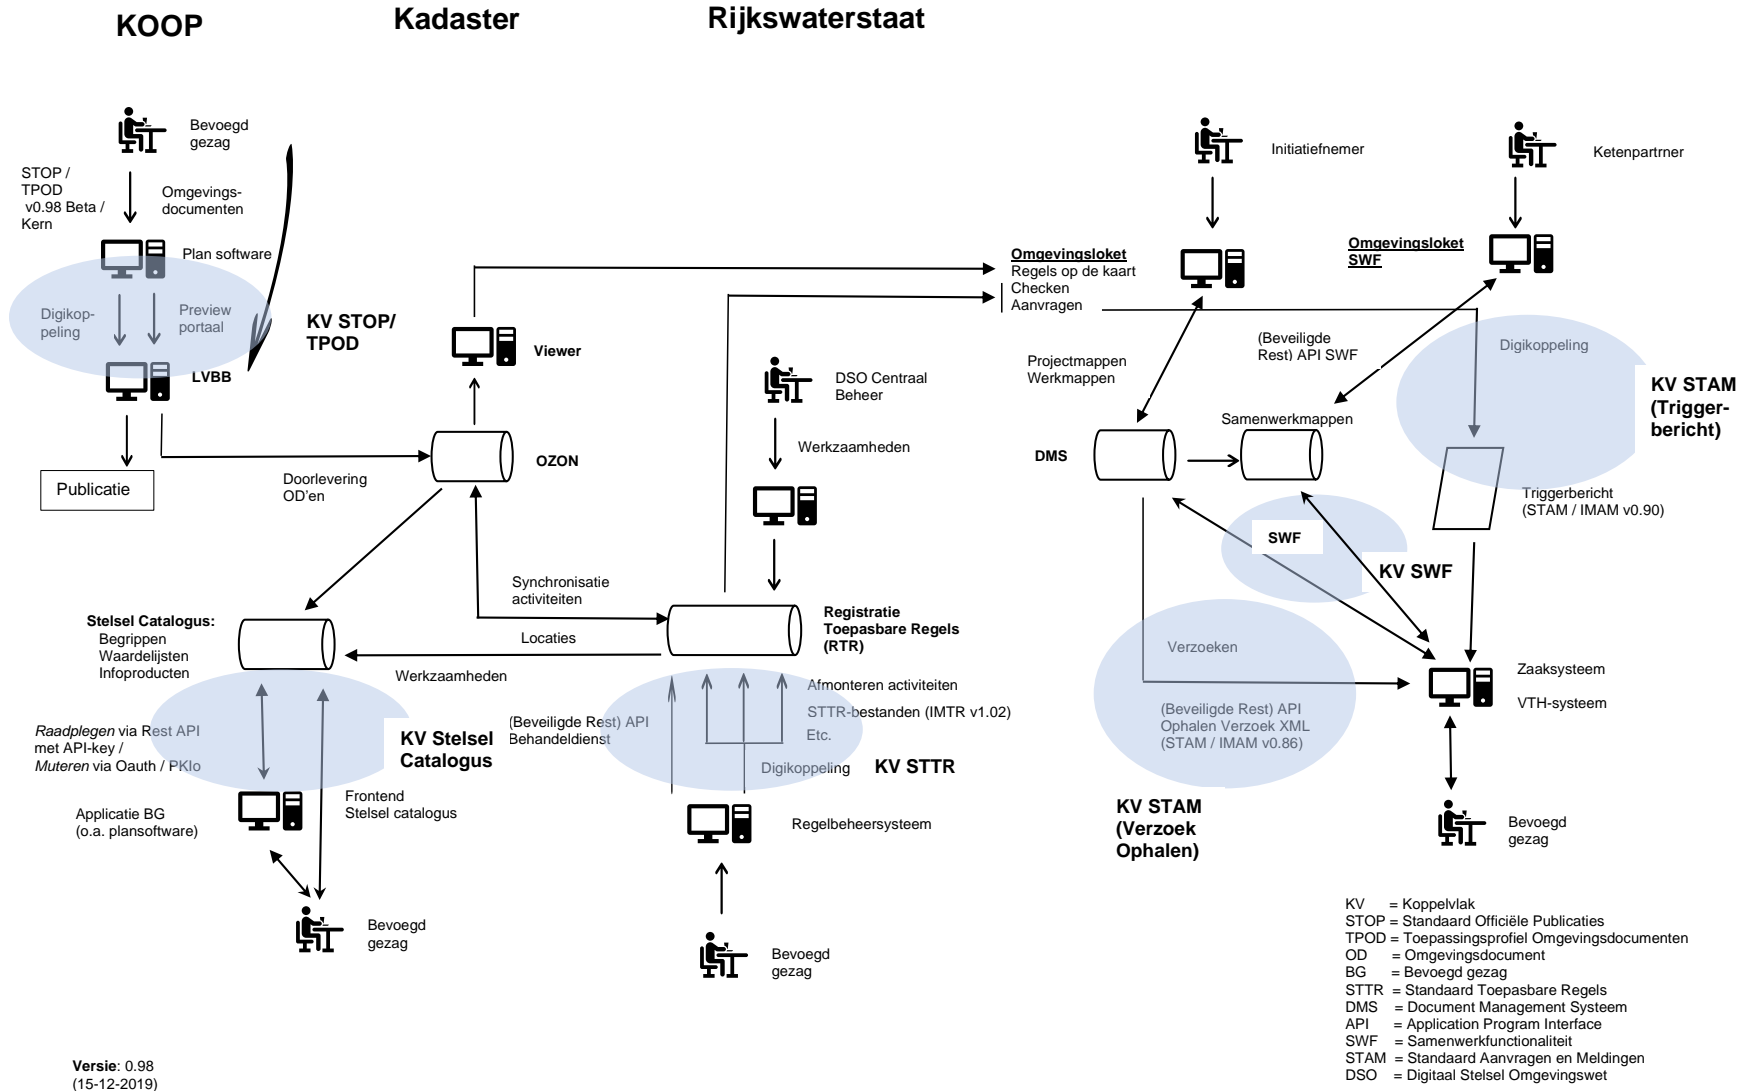 KOOP
Kadaster
Rijkswaterstaat
Bevoegd
gezag
STOP /
TPOD
v0.98 Beta /
Kern
Omgevings-
documenten
Plan software
Digikop-
peling
Preview
portaal
KV STOP/
TPOD
LVBB
Publicatie
Doorlevering
OD'en
Viewer
OZON
DSO Centraal
Beheer
Werkzaamheden
Synchronisatie
activiteiten
Registratie
Toepasbare Regels
(RTR)
Locaties
Werkzaamheden
Stelsel Catalogus:
Begrippen
Waardelijsten
Infoproducten
Raadplegen via Rest API
met API-key /
Muteren via Oauth / PKIo
KV Stelsel
Catalogus
Applicatie BG
(o.a. plansoftware)
Frontend
Stelsel catalogus
Bevoegd
gezag
(Beveiligde Rest) API
Behandeldienst
Afmonteren activiteiten
STTR-bestanden (IMTR v1.02)
Etc.
Digikoppeling
KV STTR
Regelbeheersysteem
Bevoegd
gezag
Initiatiefnemer
Ketenpartrner
Omgevingsloket
Regels op de kaart
Checken
Aanvragen
Omgevingsloket
SWF
Projectmappen
Werkmappen
(Beveiligde
Rest) API SWF
Digikoppeling
KV STAM
(Trigger-
bericht)
Samenwerkmappen
DMS
Triggerbericht
(STAM / IMAM v0.90)
SWF
KV SWF
Verzoeken
(Beveiligde Rest) API
Ophalen Verzoek XML
(STAM / IMAM v0.86)
Zaaksysteem
VTH-systeem
KV STAM
(Verzoek
Ophalen)
Bevoegd
gezag
KV = Koppelvlak
STOP = Standaard Officiële Publicaties
TPOD = Toepassingsprofiel Omgevingsdocumenten
OD = Omgevingsdocument
BG = Bevoegd gezag
STTR = Standaard Toepasbare Regels
DMS = Document Management Systeem
API = Application Program Interface
SWF = Samenwerkfunctionaliteit
STAM = Standaard Aanvragen en Meldingen
DSO = Digitaal Stelsel Omgevingswet
Versie: 0.98
(15-12-2019)